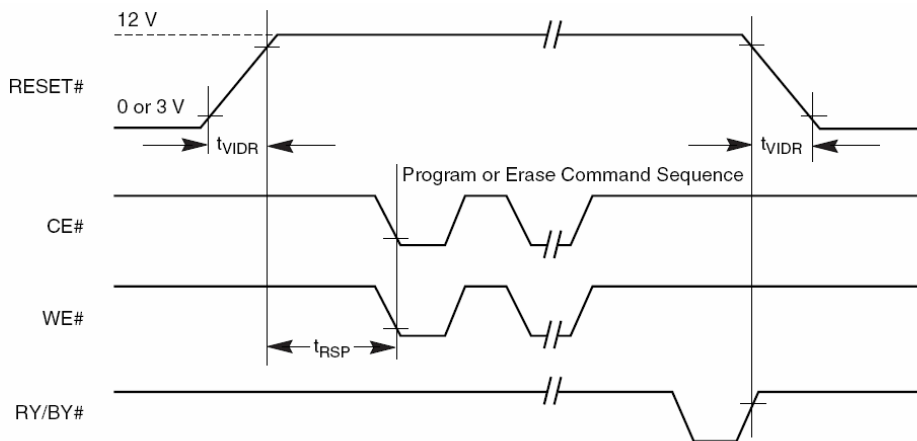 12 V
RESET#
0 or 3 V
tVIDR
tVIDR
Program or Erase Command Sequence
CE#
WE#
tRSP
RY/BY#